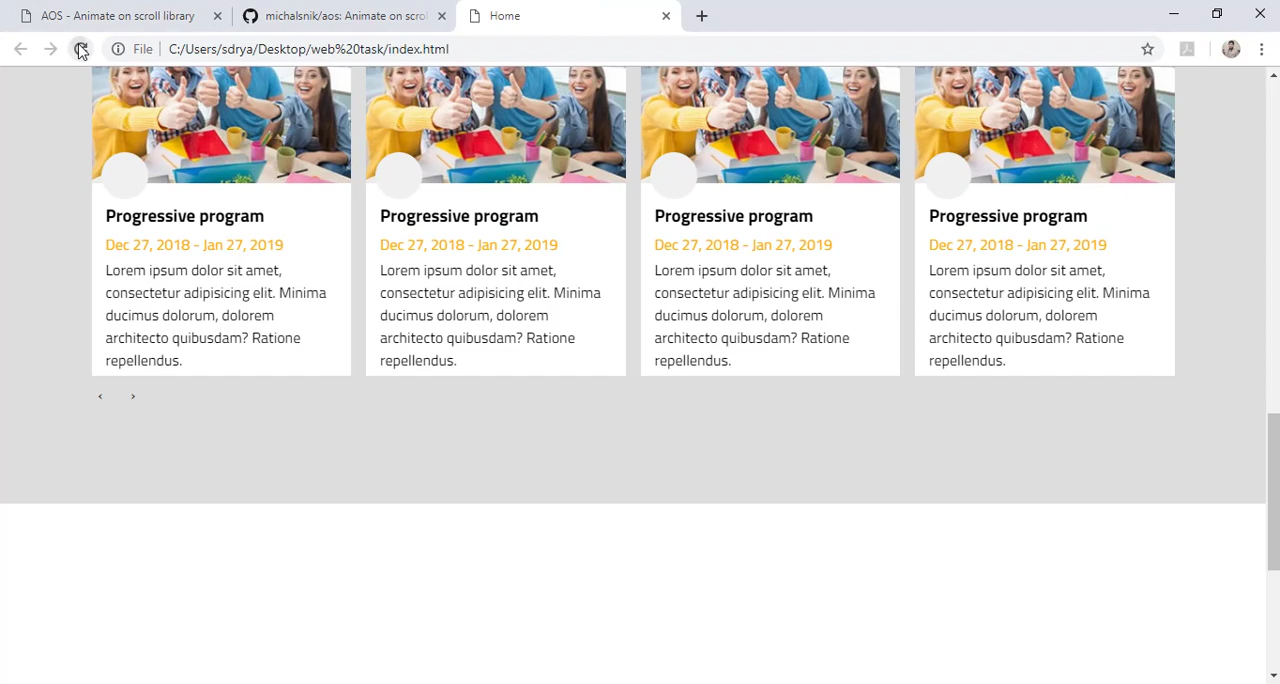 AOS - Animate on scroll library
michalsnik/aos: Animate on scro
Home
File
C:/Users/sdrya/Desktop/web%20task/index.html
Progressive program
Dec 27, 2018 - Jan 27, 2019
Lorem ipsum dolor sit amet,
consectetur adipisicing elit. Minima
ducimus dolorum, dolorem
architecto quibusdam? Ratione
repellendus.
Progressive program
Dec 27, 2018 - Jan 27, 2019
Lorem ipsum dolor sit amet,
consectetur adipisicing elit. Minima
ducimus dolorum, dolorem
architecto quibusdam? Ratione
repellendus.
Progressive program
Dec 27, 2018 - Jan 27, 2019
Lorem ipsum dolor sit amet,
consectetur adipisicing elit. Minima
ducimus dolorum, dolorem
architecto quibusdam? Ratione
repellendus.
Progressive program
Dec 27, 2018 - Jan 27, 2019
Lorem ipsum dolor sit amet,
consectetur adipisicing elit. Minima
ducimus dolorum, dolorem
architecto quibusdam? Ratione
repellendus.
‹ ›